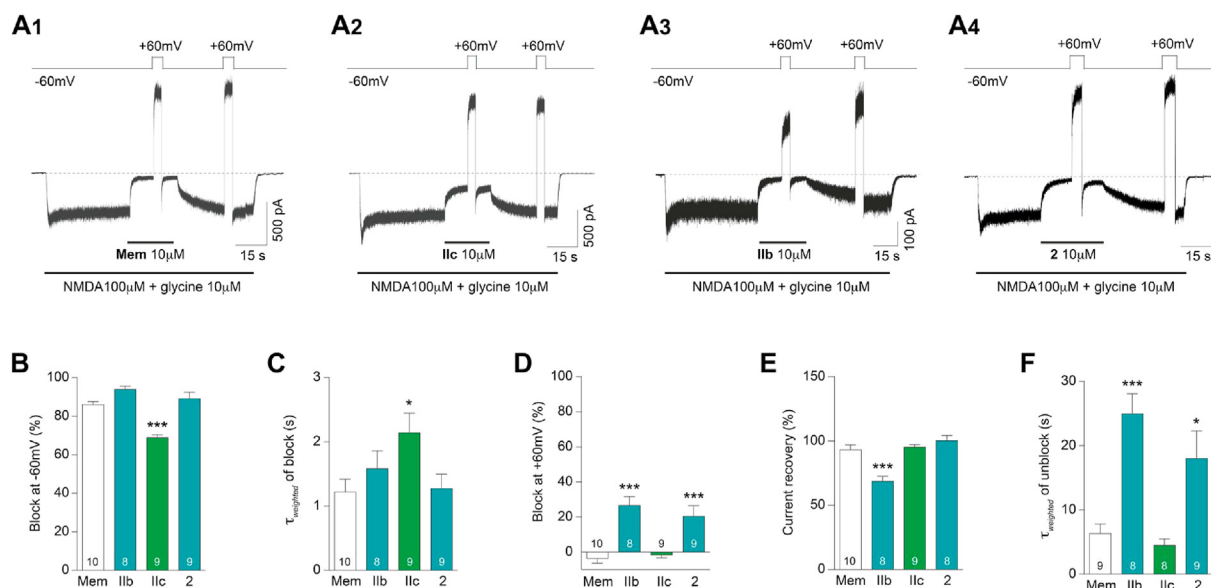 A1
+60mV +60mV
-60mV
500 pA
15 s
Mem 10µM
NMDA100µM + glycine 10µM
A2
+60mV +60mV
-60mV
500 pA
15 s
IIc 10µM
NMDA100µM + glycine 10µM
A3
+60mV +60mV
-60mV
100 pA
15 s
IIb 10µM
NMDA100µM + glycine 10µM
A4
+60mV +60mV
-60mV
500 pA
15 s
2 10µM
NMDA100µM + glycine 10µM
B
Block at -60mV (%)
100
80
60
40
20
0
***
10 8 9 9
Mem IIb IIc 2
C
τweighted of block (s)
3
2
1
0
*
10 8 9 9
Mem IIb IIc 2
D
Block at +60mV (%)
100
80
60
40
20
0
*** ***
10 8 9 9
Mem IIb IIc 2
E
Current recovery (%)
150
100
50
0
***
10 8 9 8
Mem IIb IIc 2
F
τweighted of unblock (s)
30
20
10
0
*** *
9 8 8 9
Mem IIb IIc 2